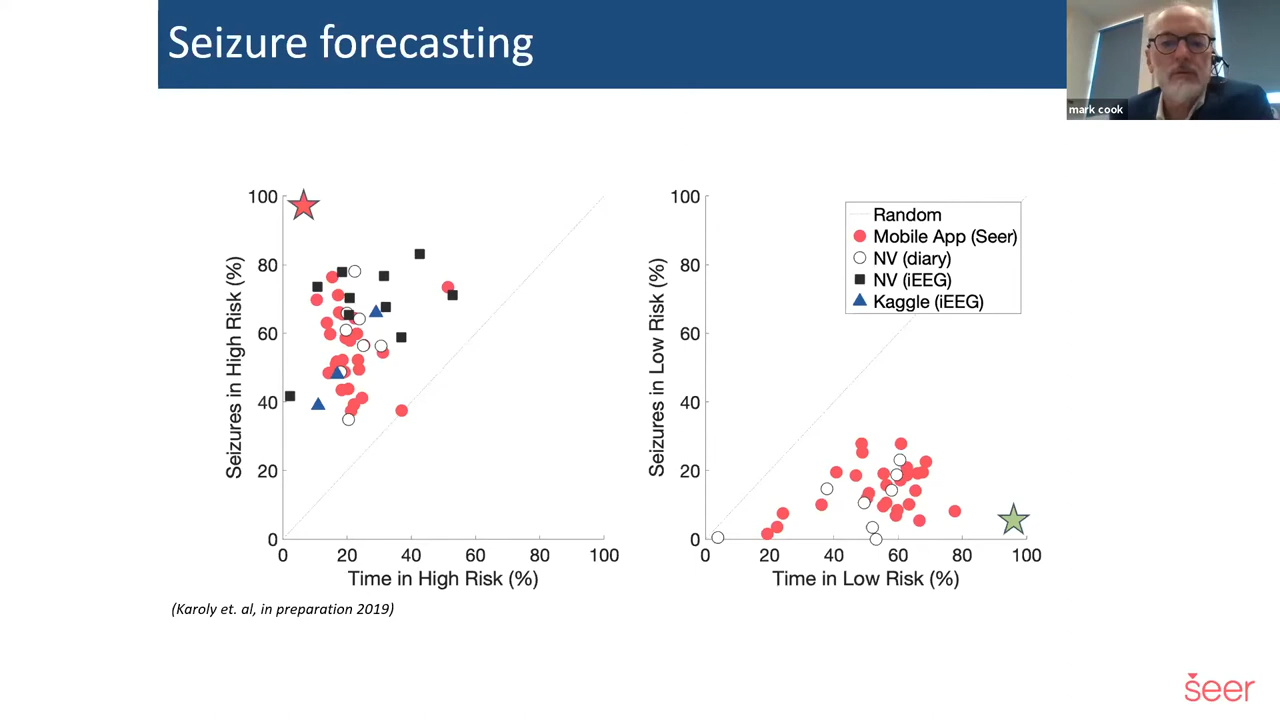 Seizure forecasting
mark cook
100
80
60
40
20
0
Seizures in High Risk (%)
0 20 40 60 80 100
Time in High Risk (%)
100
80
60
40
20
0
Seizures in Low Risk (%)
0 20 40 60 80 100
Time in Low Risk (%)
Random
Mobile App (Seer)
NV (diary)
NV (iEEG)
Kaggle (iEEG)
(Karoly et. al, in preparation 2019)
seer